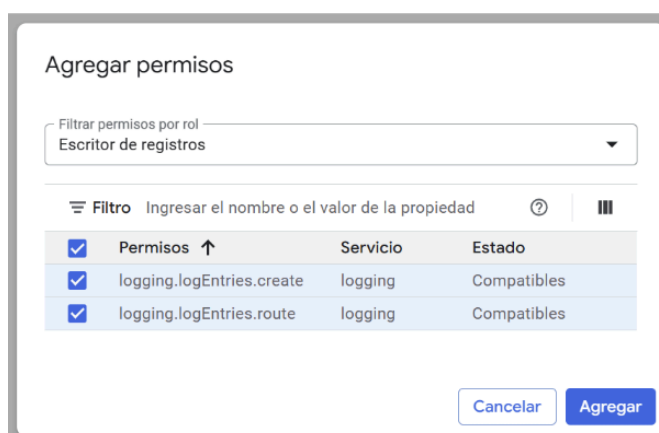 Agregar permisos
Filtrar permisos por rol
Escritor de registros
Filtro Ingresar el nombre o el valor de la propiedad
Permisos Servicio Estado
logging.logEntries.create logging Compatibles
logging.logEntries.route logging Compatibles
Cancelar Agregar